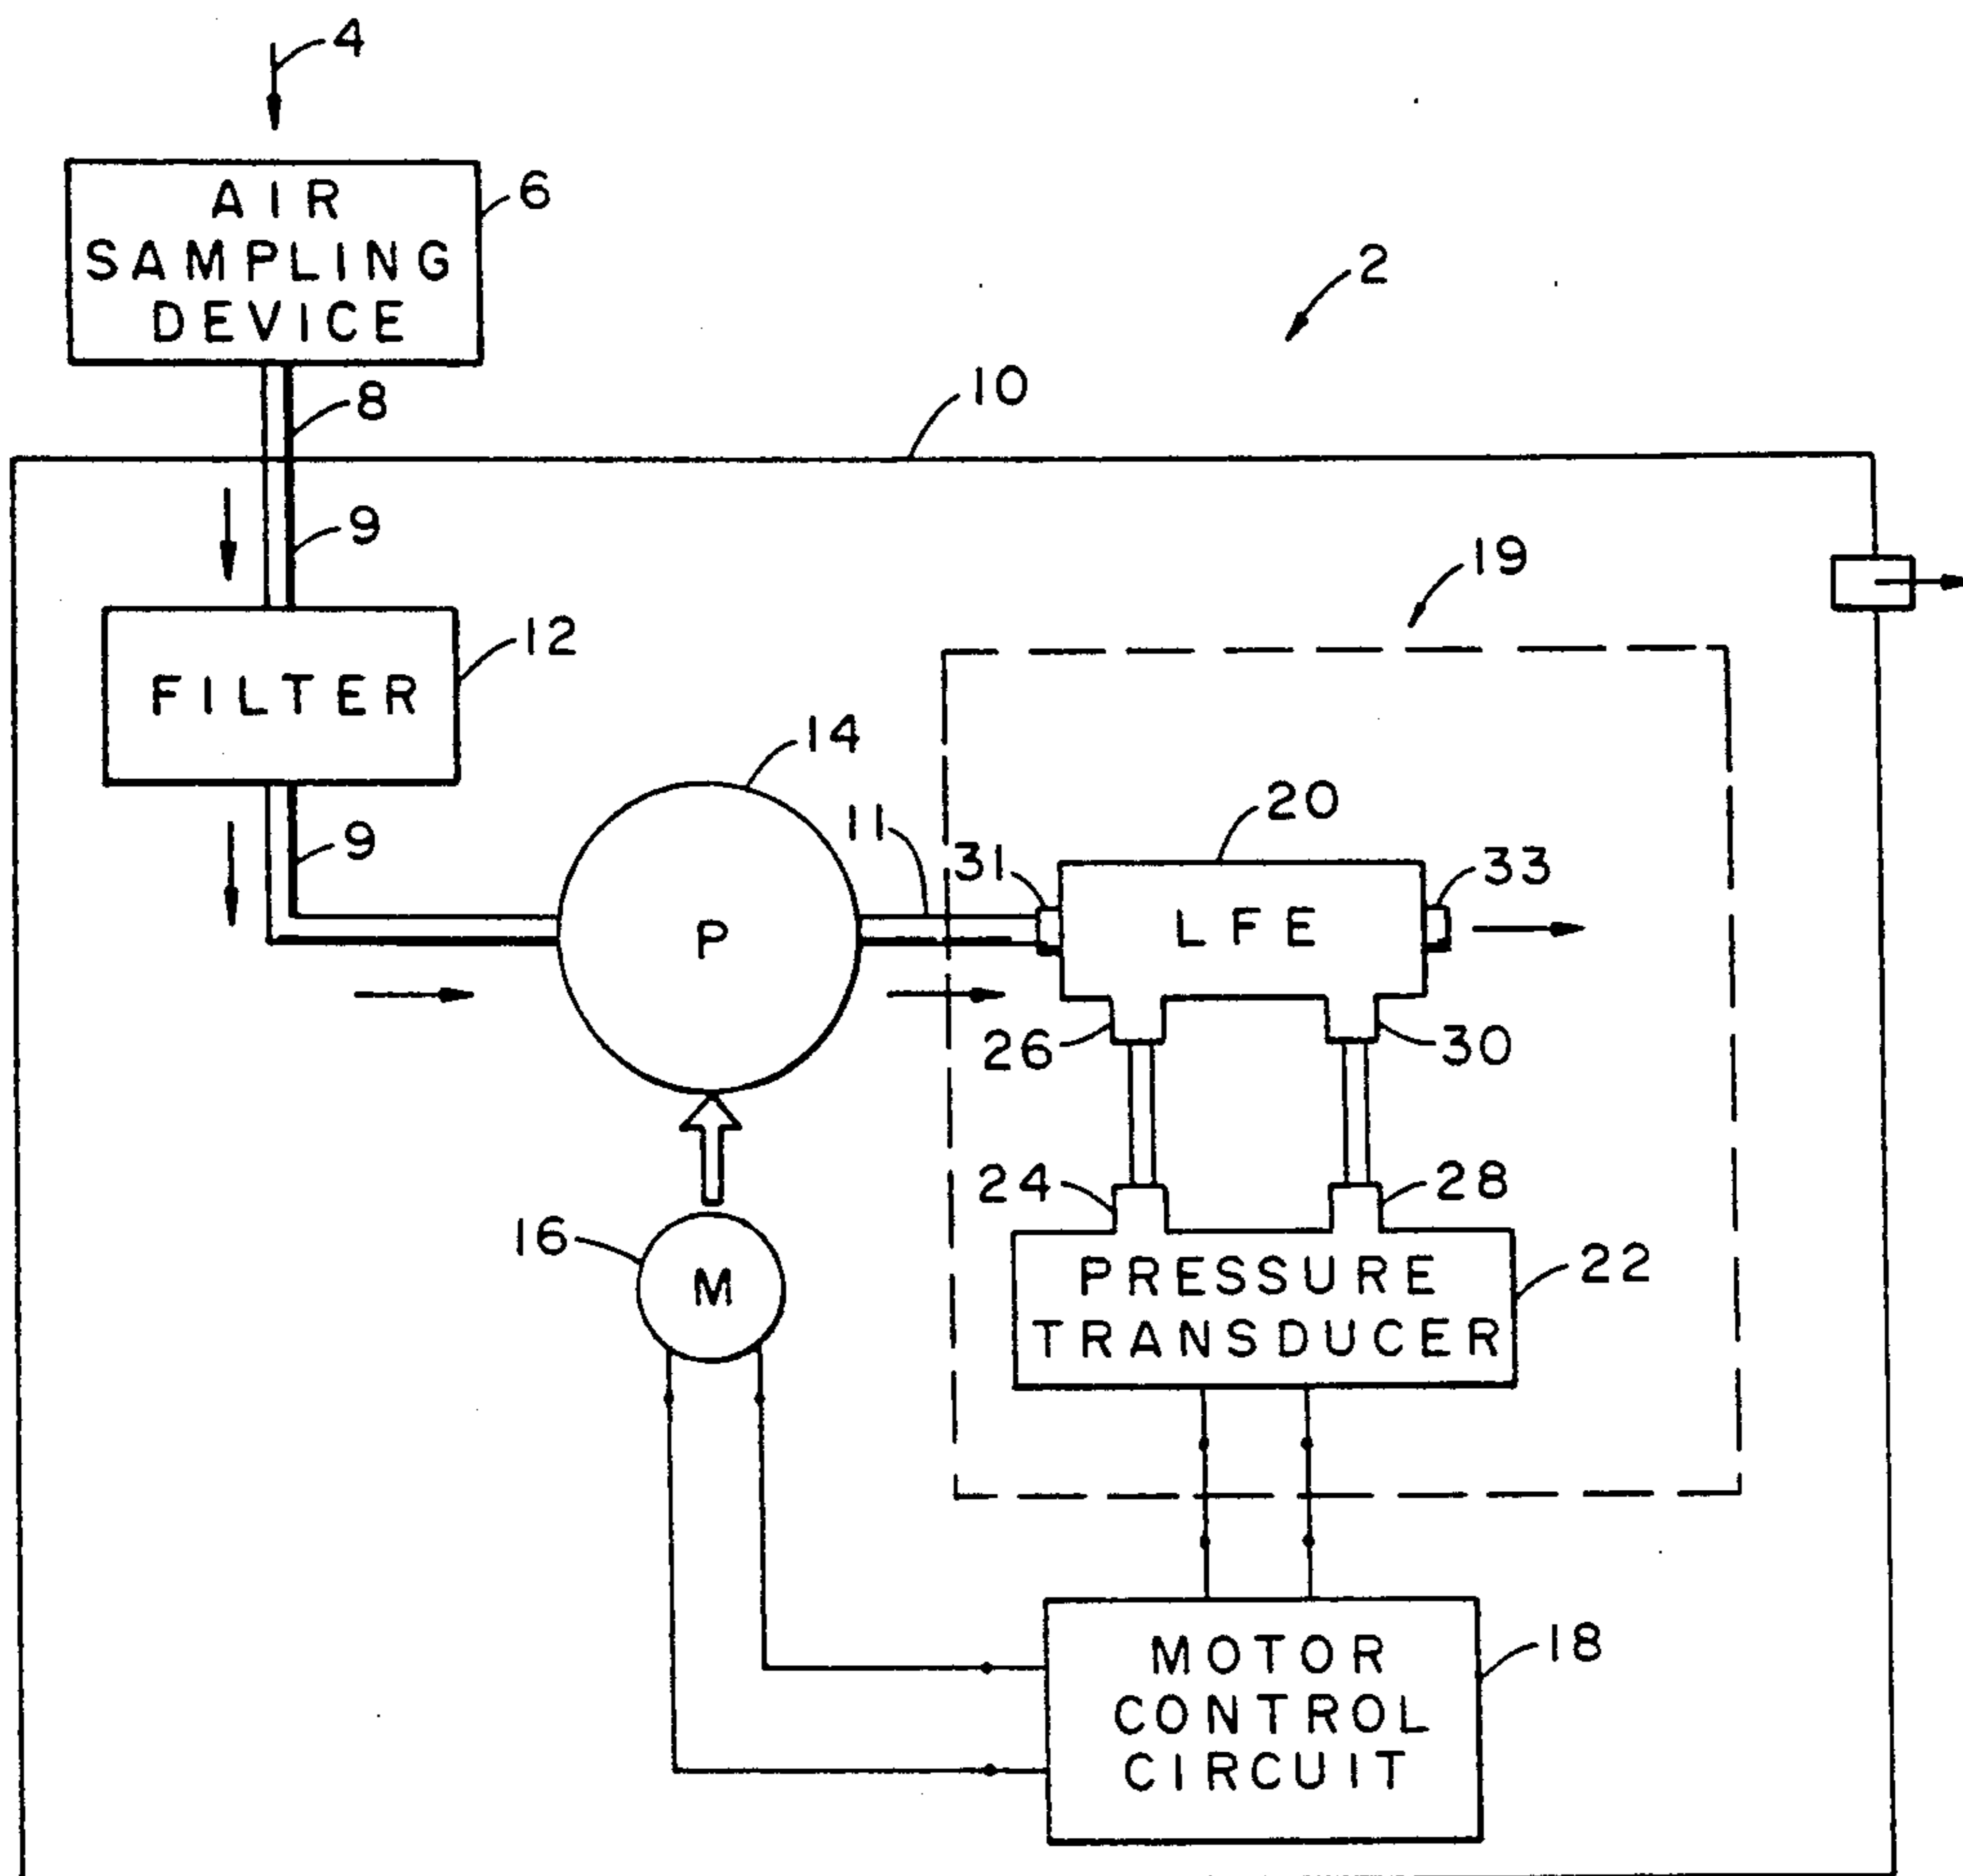 4
AIR
SAMPLING
DEVICE
6
2
8
10
9
19
FILTER
12
14
9
11
31
20
33
P
LFE
26
30
24
28
16
M
PRESSURE
TRANSDUCER
22
MOTOR
CONTROL
CIRCUIT
18